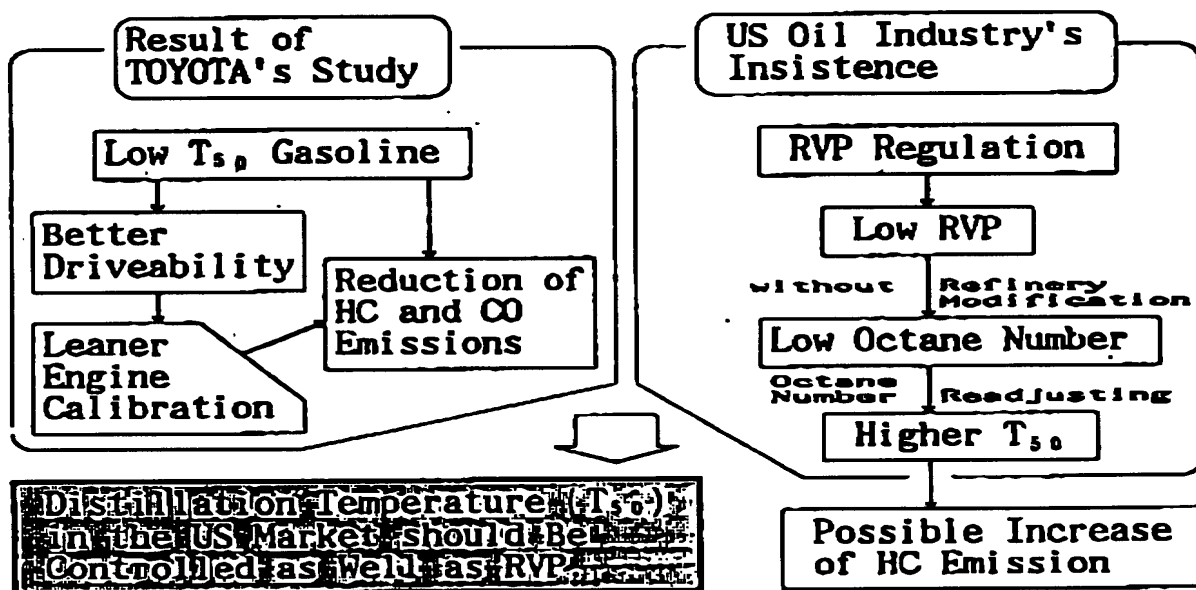 Result of
TOYOTA's Study
Low T₅₀ Gasoline
Better
Driveability
Leaner
Engine
Calibration
Reduction of
HC and CO
Emissions
US Oil Industry's
Insistence
RVP Regulation
Low RVP
without Refinery
Modification
Low Octane Number
Octane
Number Readjusting
Higher T₅₀
Possible Increase
of HC Emission
Distillation Temperature (T₅₀)
in the US Market should Be
Controlled as Well as RVP